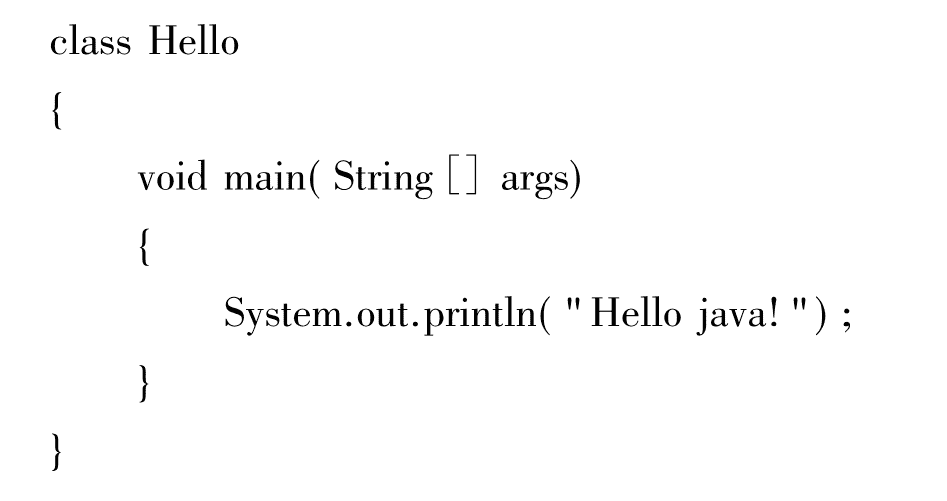 class Hello
{
void main( String [] args)
{
System.out.println( "Hello java! ") ;
}
}